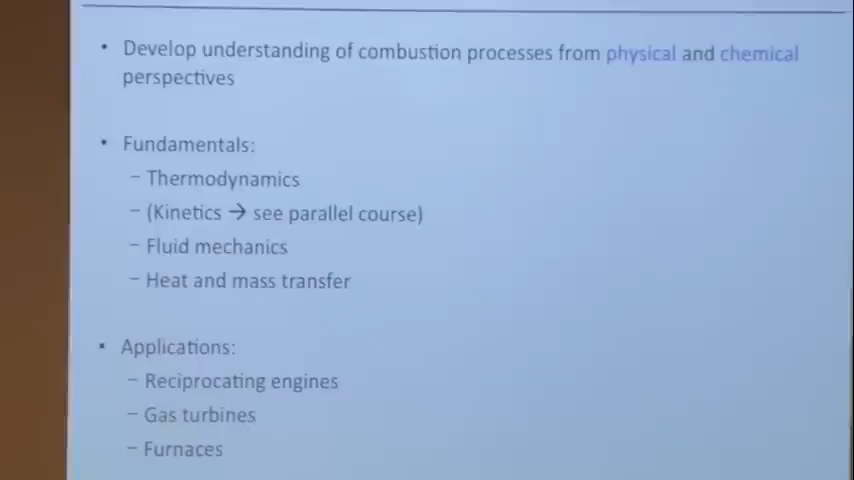 • Develop understanding of combustion processes from physical and chemical
perspectives
• Fundamentals:
– Thermodynamics
– (Kinetics → see parallel course)
– Fluid mechanics
– Heat and mass transfer
• Applications:
– Reciprocating engines
– Gas turbines
– Furnaces